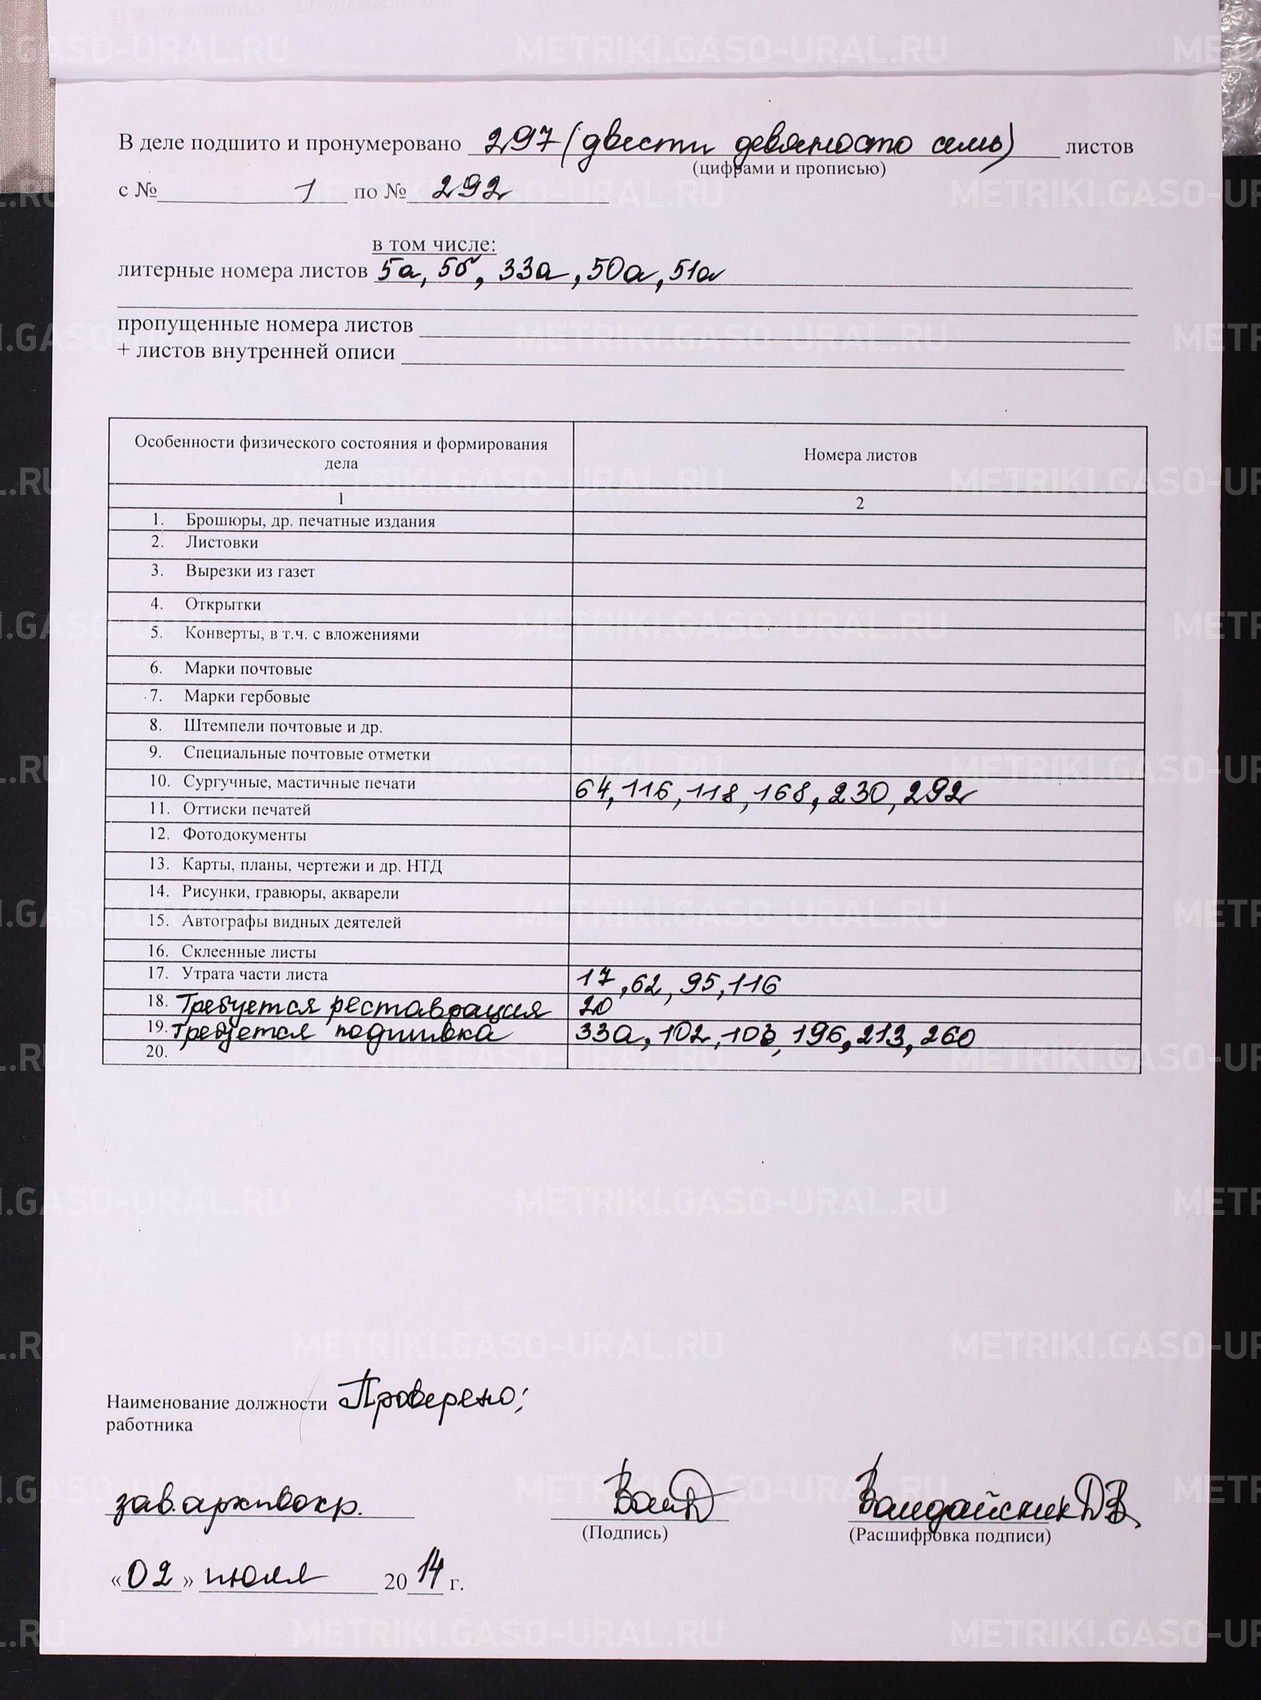 В деле подшито и пронумеровано 297 (двести девяносто семь) листов
(цифрами и прописью)
с № 1 по № 292
в том числе:
литерные номера листов 5а, 5б, 33а, 50а, 51а
пропущенные номера листов
+ листов внутренней описи
Особенности физического состояния и формирования дела Номера листов
1 2
1. Брошюры, др. печатные издания
2. Листовки
3. Вырезки из газет
4. Открытки
5. Конверты, в т.ч. с вложениями
6. Марки почтовые
7. Марки гербовые
8. Штемпели почтовые и др.
9. Специальные почтовые отметки
10. Сургучные, мастичные печати 64, 116, 118, 168, 230, 292
11. Оттиски печатей
12. Фотодокументы
13. Карты, планы, чертежи и др. НТД
14. Рисунки, гравюры, акварели
15. Автографы видных деятелей
16. Склеенные листы
17. Утрата части листа 17, 62, 95, 116
18. Требуется реставрация 20
19. Требуется подшивка 33а, 102, 103, 196, 213, 260
20.
Наименование должности Проверено:
работника
зав. архивохр.
(Подпись) (Расшифровка подписи)
«02» июля 2014 г.
METRIKI.GASO-URAL.RU